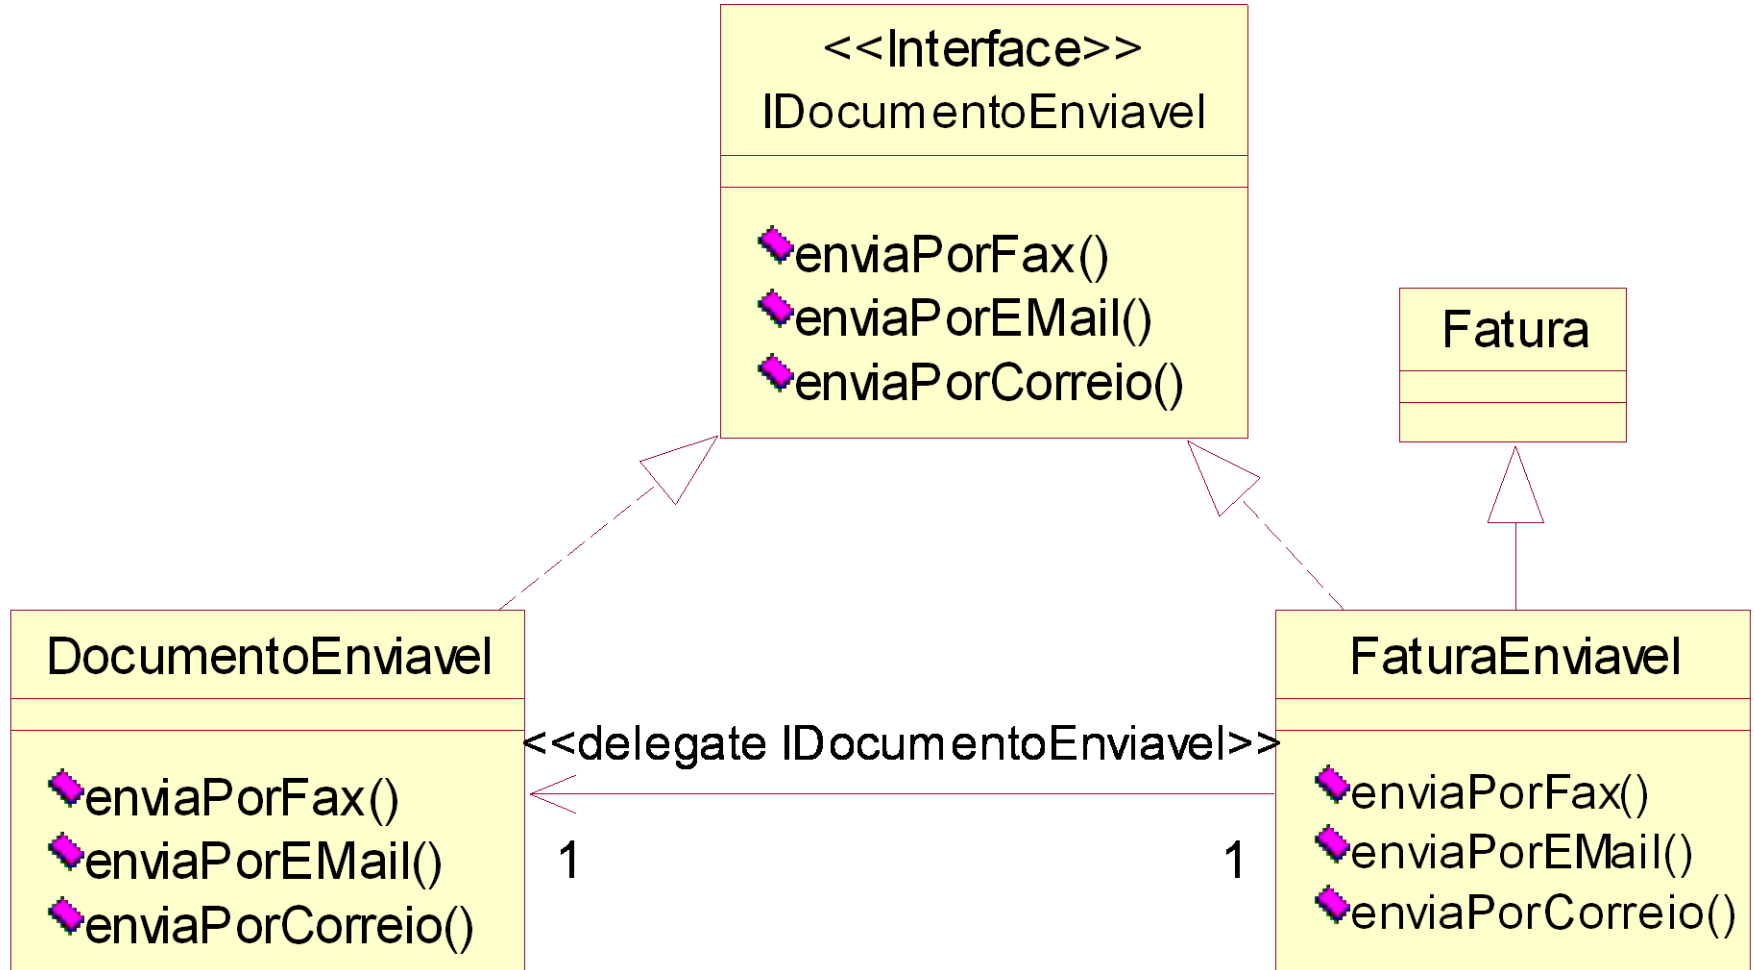 <<Interface>>
IDocumentoEnviavel
enviaPorFax()
enviaPorEMail()
enviaPorCorreio()
Fatura
DocumentoEnviavel
enviaPorFax()
enviaPorEMail()
enviaPorCorreio()
<<delegate IDocumentoEnviavel>>
1
1
FaturaEnviavel
enviaPorFax()
enviaPorEMail()
enviaPorCorreio()